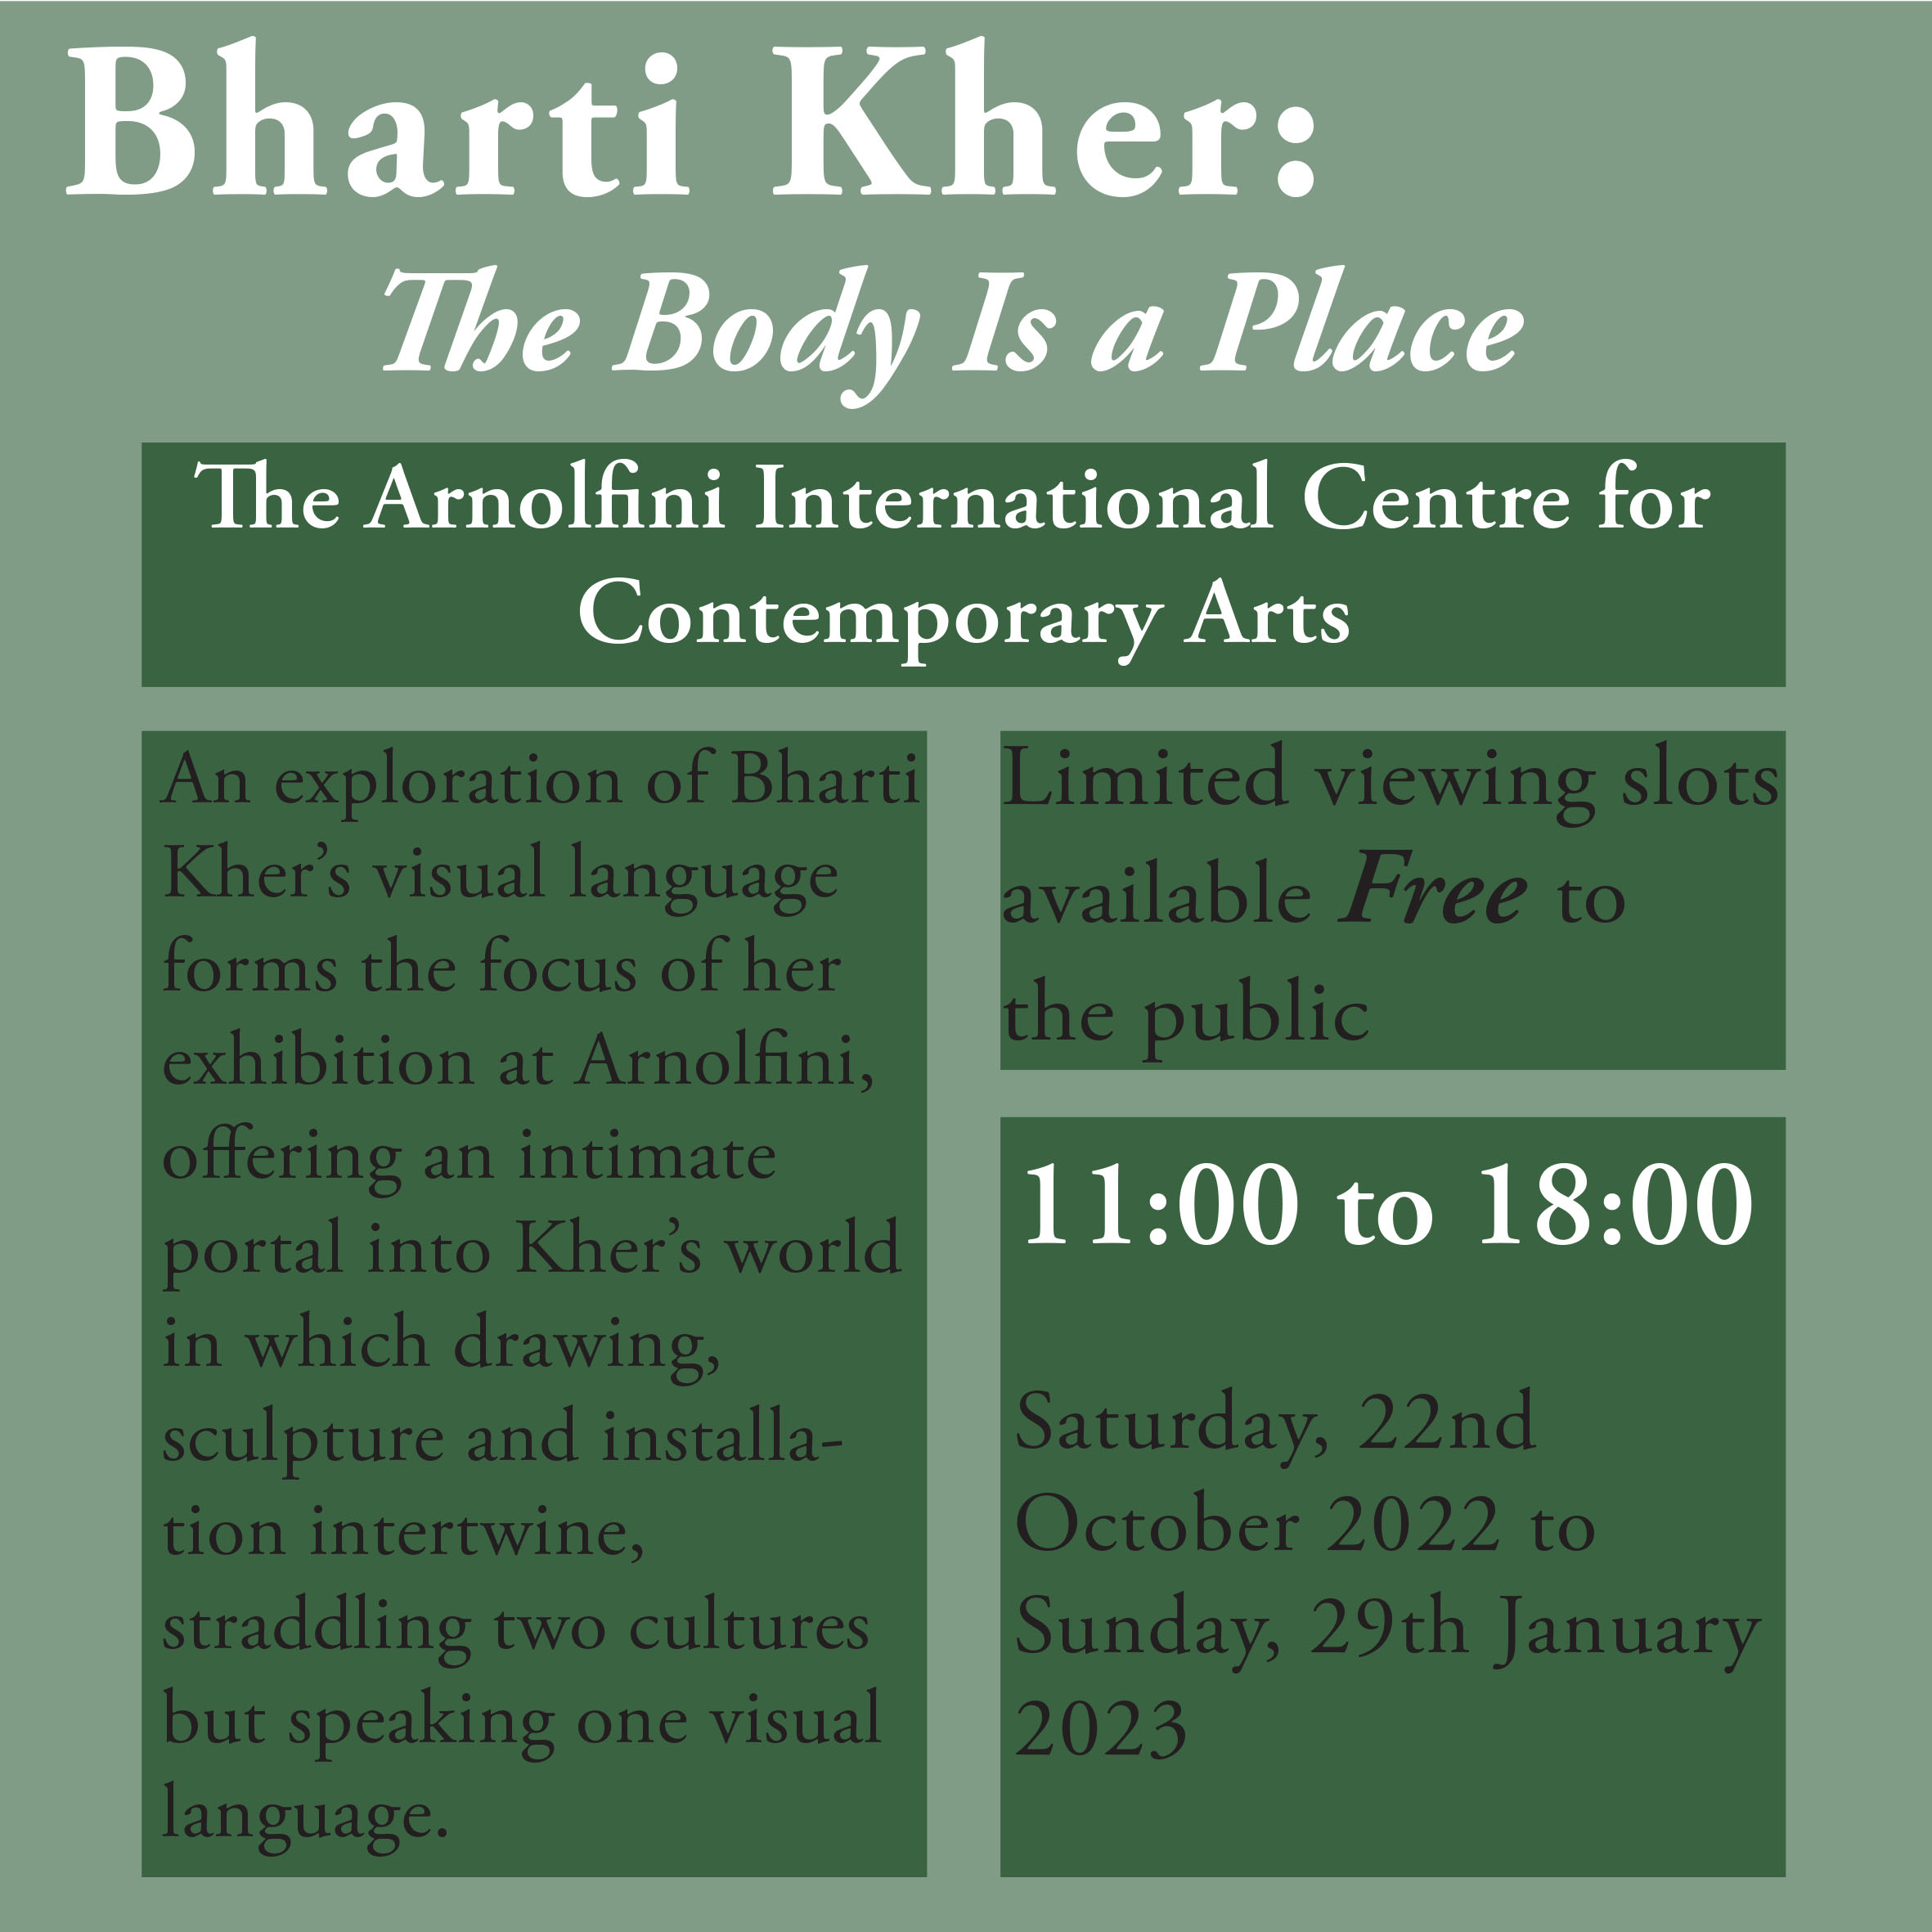 Bharti Kher:
The Body Is a Place
The Arnolfini International Centre for
Contemporary Arts
An exploration of Bharti
Kher’s visual language
forms the focus of her
exhibition at Arnolfini,
offering an intimate
portal into Kher’s world
in which drawing,
sculpture and installa-
tion intertwine,
straddling two cultures
but speaking one visual
language.
Limited viewing slots
available Free to
the public
11:00 to 18:00
Saturday, 22nd
October 2022 to
Sunday, 29th January
2023